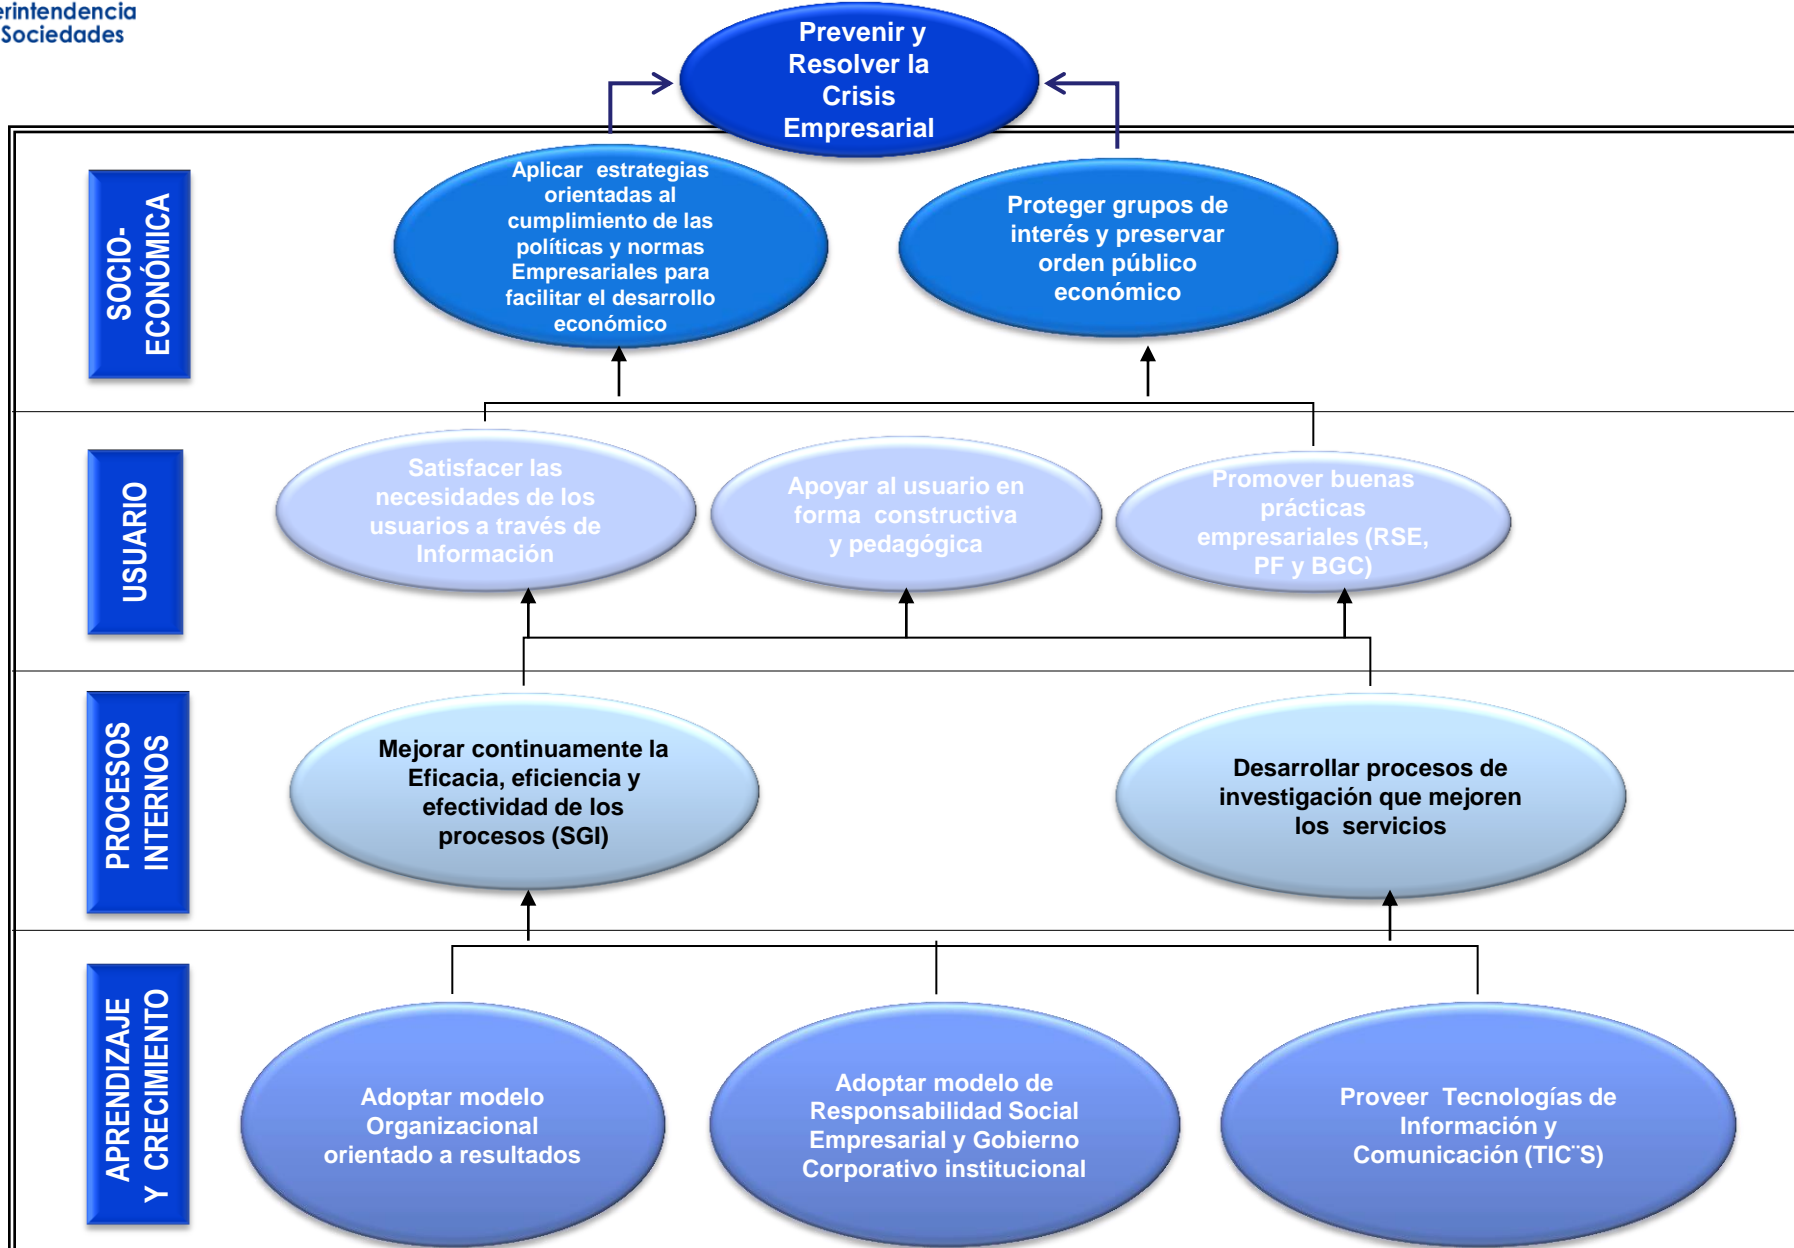 erintendencia
Sociedades
Prevenir y
Resolver la
Crisis
Empresarial
SOCIO-
ECONÓMICA
Aplicar estrategias
orientadas al
cumplimiento de las
políticas y normas
Empresariales para
facilitar el desarrollo
económico
Proteger grupos de
interés y preservar
orden público
económico
USUARIO
Satisfacer las
necesidades de los
usuarios a través de
Información
Apoyar al usuario en
forma constructiva
y pedagógica
Promover buenas
prácticas
empresariales (RSE,
PF y BGC)
PROCESOS
INTERNOS
Mejorar continuamente la
Eficacia, eficiencia y
efectividad de los
procesos (SGI)
Desarrollar procesos de
investigación que mejoren
los servicios
APRENDIZAJE
Y CRECIMIENTO
Adoptar modelo
Organizacional
orientado a resultados
Adoptar modelo de
Responsabilidad Social
Empresarial y Gobierno
Corporativo institucional
Proveer Tecnologías de
Información y
Comunicación (TIC¨S)